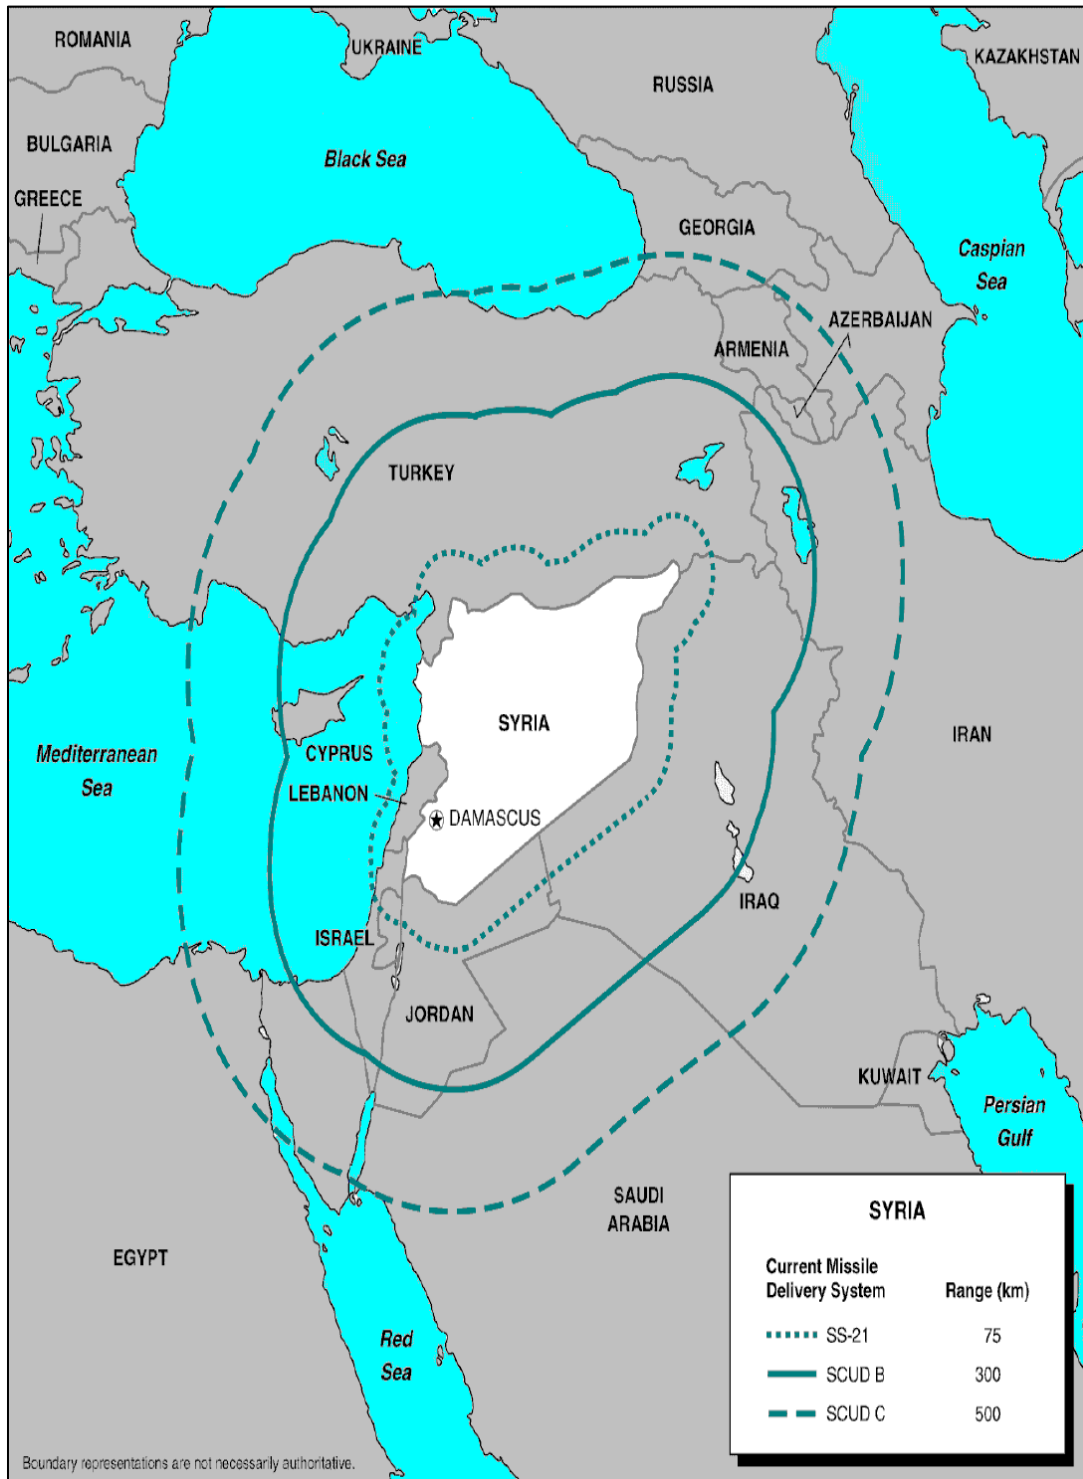 ROMANIA
UKRAINE
KAZAKHSTAN
RUSSIA
BULGARIA
Black Sea
GREECE
GEORGIA
Caspian
Sea
AZERBAIJAN
ARMENIA
TURKEY
SYRIA
IRAN
Mediterranean
Sea
CYPRUS
LEBANON
DAMASCUS
IRAQ
ISRAEL
JORDAN
KUWAIT
Persian
Gulf
SAUDI
ARABIA
EGYPT
Red
Sea
SYRIA
Current Missile
Delivery System Range (km)
SS-21 75
SCUD B 300
SCUD C 500
Boundary representations are not necessarily authoritative.